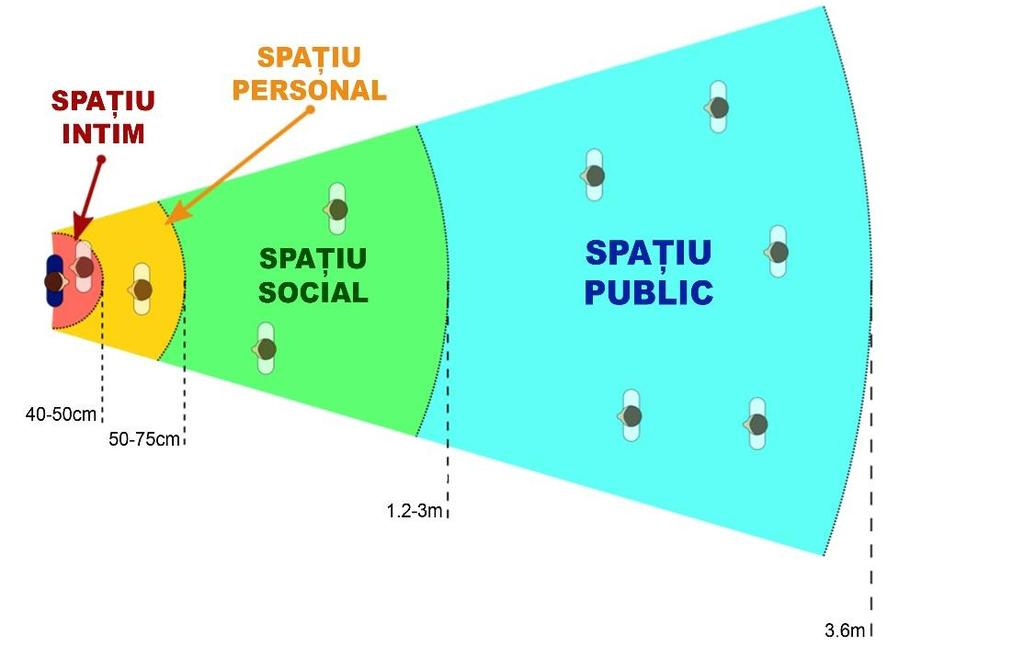 SPAȚIU
PERSONAL
SPAȚIU
INTIM
SPAȚIU
SOCIAL
SPAȚIU
PUBLIC
40-50cm
50-75cm
1.2-3m
3.6m